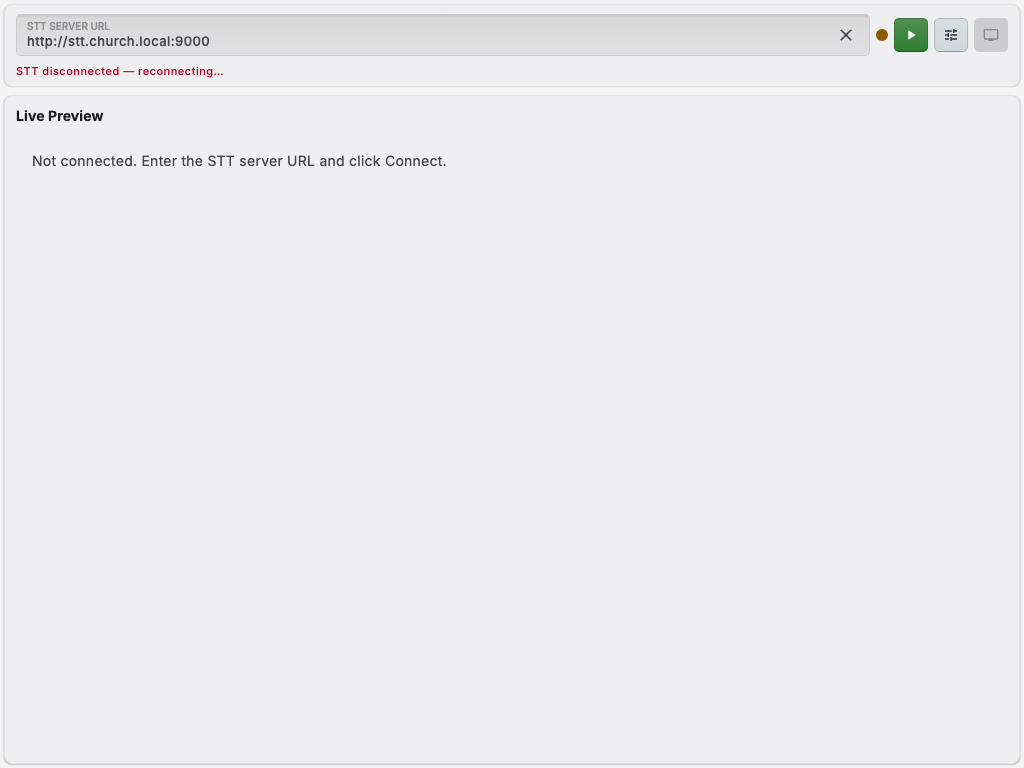 STT SERVER URL
http://stt.church.local:9000
STT disconnected — reconnecting...
Live Preview
Not connected. Enter the STT server URL and click Connect.